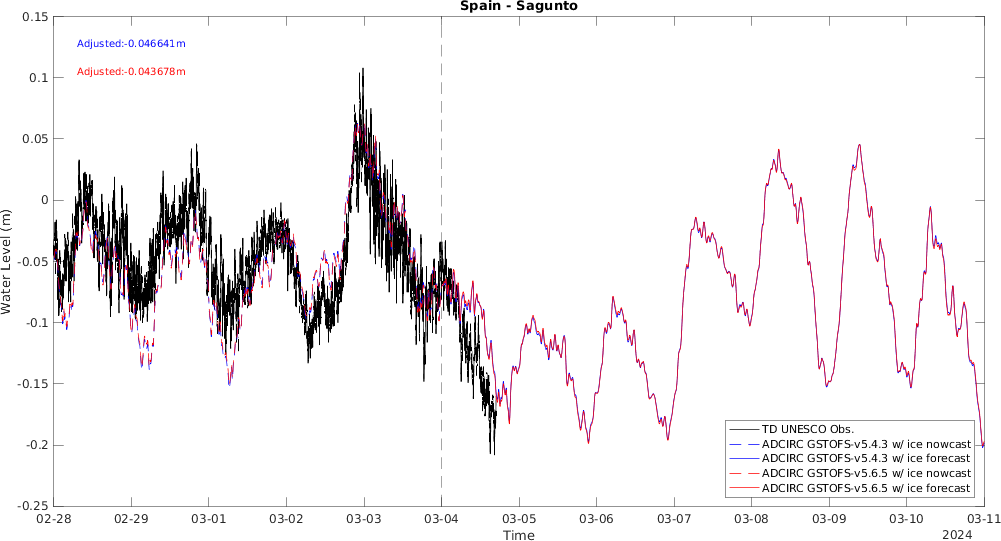 Spain - Sagunto
Adjusted:-0.046641m
Adjusted:-0.043678m
Water Level (m)
0.15
0.1
0.05
0
-0.05
-0.1
-0.15
-0.2
-0.25
TD UNESCO Obs.
ADCIRC GSTOFS-v5.4.3 w/ ice nowcast
ADCIRC GSTOFS-v5.4.3 w/ ice forecast
ADCIRC GSTOFS-v5.6.5 w/ ice nowcast
ADCIRC GSTOFS-v5.6.5 w/ ice forecast
02-28 02-29 03-01 03-02 03-03 03-04 03-05 03-06 03-07 03-08 03-09 03-10 03-11
Time
2024